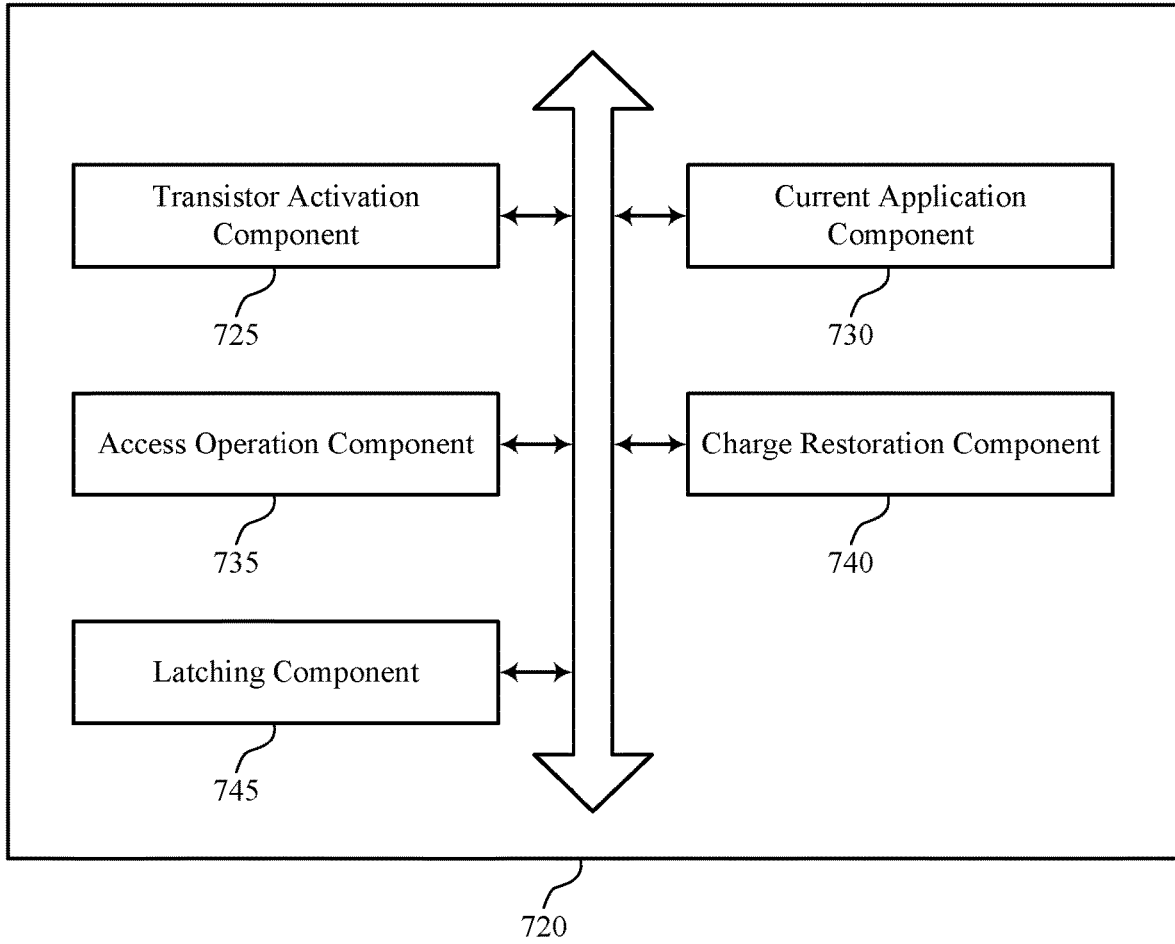 Transistor Activation
Component
725
Current Application
Component
730
Access Operation Component
735
Charge Restoration Component
740
Latching Component
745
720